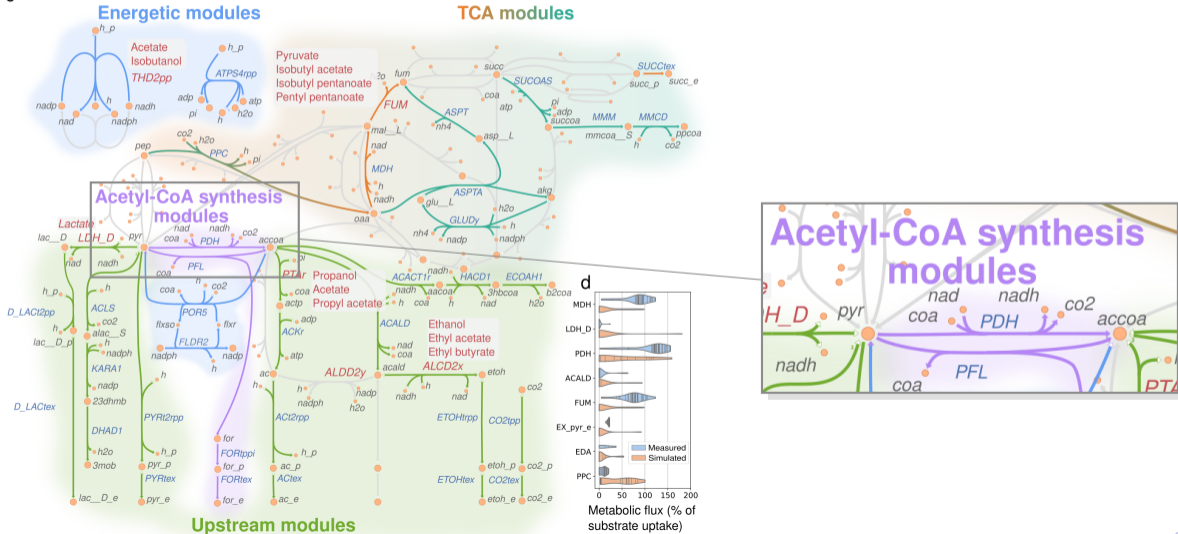 Energetic modules
TCA modules
h_p
Acetate
Isobutanol
THD2pp
nadp
h
nadh
nad
nadph
h_p
ATPS4rpp
adp
atp
pi
h
h2o
Pyruvate
Isobutyl acetate
Isobutyl pentanoate
Pentyl pentanoate
fum
FUM
succ
SUCOAS
coa
atp
pi
adp
succoa
SUCCtex
succ_p
succ_e
MMM
MMCD
mmcoa__S
ppcoa
h
co2
ASPT
nh4
asp__L
mal__L
nad
MDH
h
nadh
oaa
ASPTA
akg
glu__L
GLUDy
h2o
h
nh4
nadp
nadph
co2
h2o
PPC
h
pi
pep
Acetyl-CoA synthesis
modules
Lactate
lac__D
LDH_D
pyr
nad
nadh
coa
nad
nadh
co2
PDH
accoa
PFL
coa
h
coa
co2
POR5
flxso
flxr
FLDR2
nadph
nadp
h
h_p
D_LACt2pp
h
lac__D_p
D_LACtex
lac__D_e
h
ACLS
co2
alac__S
h
nadph
KARA1
nadp
23dhmb
DHAD1
h2o
3mob
h
PYRt2rpp
h_p
pyr_p
PYRtex
pyr_e
for
FORtppi
for_p
FORtex
for_e
pi
PTAr
coa
actp
adp
ACKr
atp
ac
h
ACt2rpp
h_p
ac_p
ACtex
ac_e
Propanol
Acetate
Propyl acetate
nadh
ACACT1r
HACD1
ECOAH1
h
coa
aacoa
nad
3hbcoa
h2o
b2coa
ACALD
Ethanol
Ethyl acetate
Ethyl butyrate
nad
coa
acald
ALDD2y
ALCD2x
etoh
h
nadph
nadp
h2o
nadh
h
nad
co2
ETOHtrpp
CO2tpp
etoh_p
co2_p
ETOHtex
CO2tex
etoh_e
co2_e
Upstream modules
d
MDH
LDH_D
PDH
ACALD
FUM
EX_pyr_e
EDA
PPC
Measured
Simulated
0 50 100 150 200
Metabolic flux (% of
substrate uptake)
Acetyl-CoA synthesis
modules
H_D
pyr
nad
nadh
coa
co2
PDH
accoa
nadh
PFL
coa
h
PTA